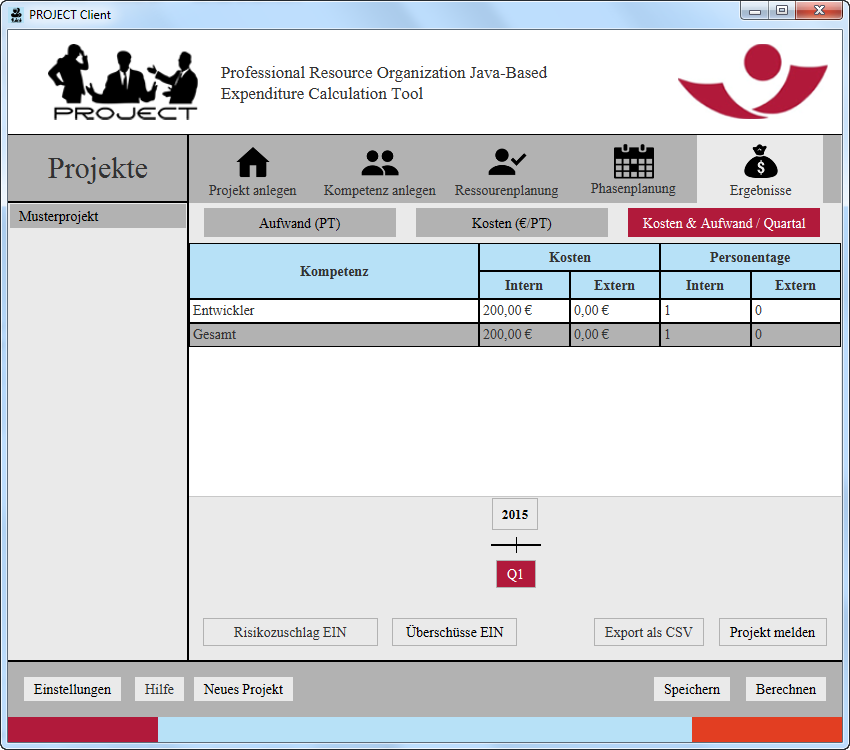 PROJECT Client
PROJECT
Professional Resource Organization Java-Based
Expenditure Calculation Tool
Projekte
Projekt anlegen
Kompetenz anlegen
Ressourenplanung
Phasenplanung
$
Ergebnisse
Musterprojekt
Aufwand (PT)
Kosten (€/PT)
Kosten & Aufwand / Quartal
Kompetenz
Kosten
Personentage
Intern
Extern
Intern
Extern
Entwickler
200,00 €
0,00 €
1
0
Gesamt
200,00 €
0,00 €
1
0
2015
Q1
Risikozuschlag EIN
Überschüsse EIN
Export als CSV
Projekt melden
Einstellungen
Hilfe
Neues Projekt
Speichern
Berechnen